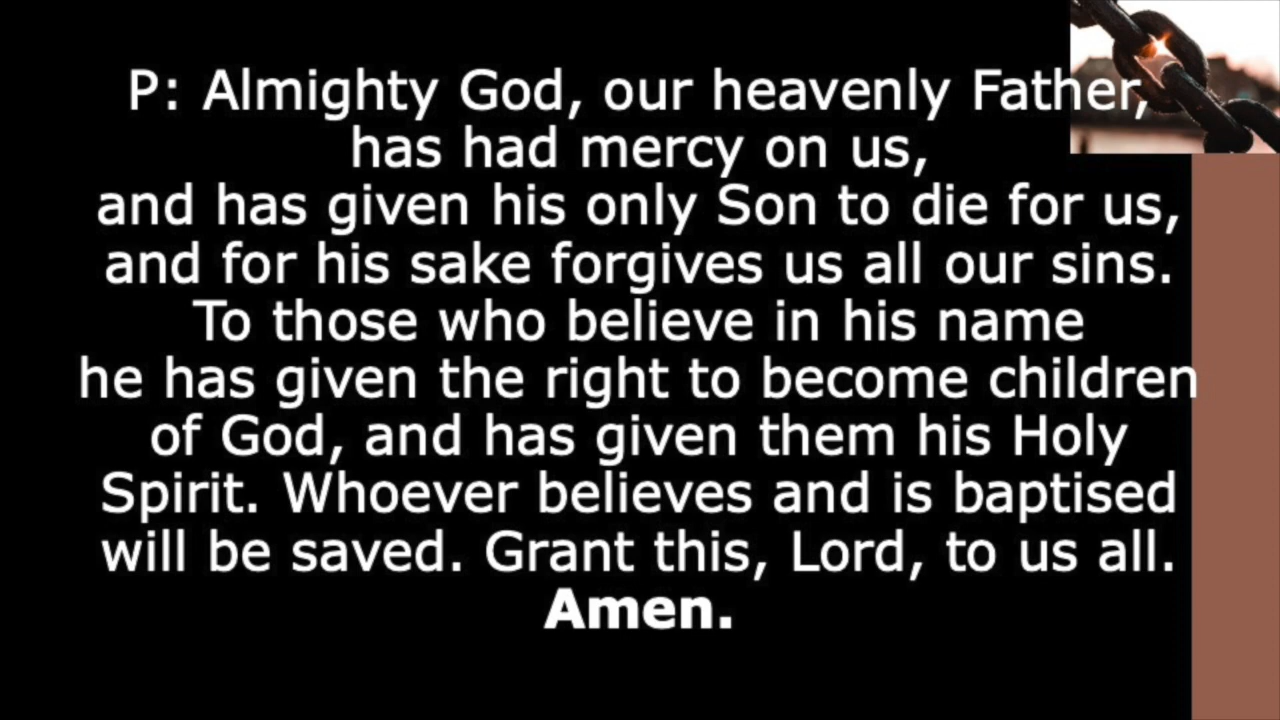 P: Almighty God, our heavenly Father,
has had mercy on us,
and has given his only Son to die for us,
and for his sake forgives us all our sins.
To those who believe in his name
he has given the right to become children
of God, and has given them his Holy
Spirit. Whoever believes and is baptised
will be saved. Grant this, Lord, to us all.
Amen.